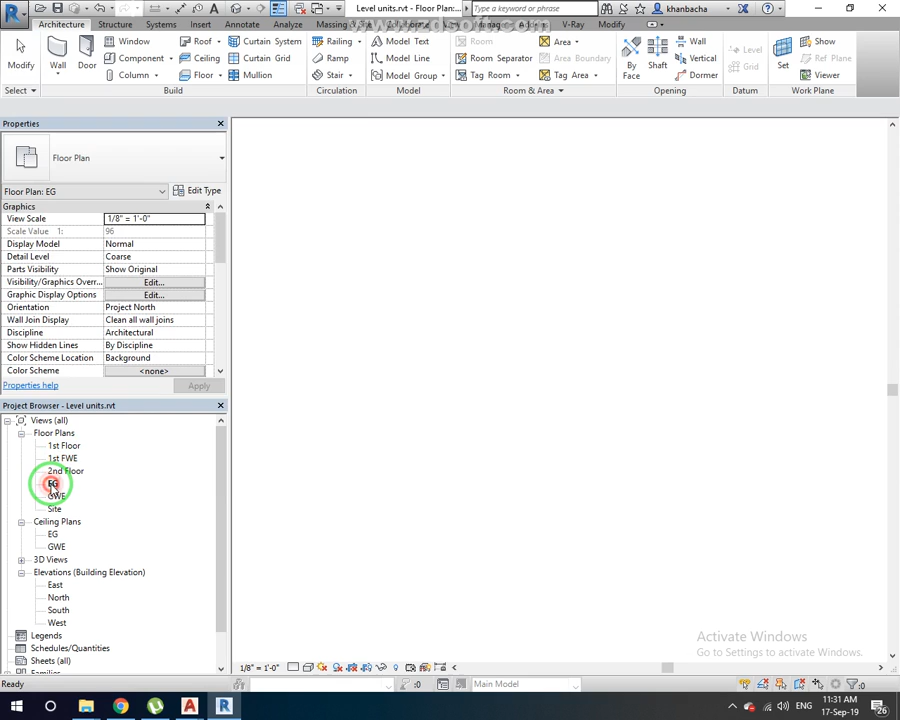 Level units.rvt - Floor Plan:
Type a keyword or phrase
khanbacha
www.zdsoft.com
Architecture Structure Systems Insert Annotate Analyze Massing & Site Collaborate View Manage Add-Ins V-Ray Modify
Modify Wall Door Window Component Column Roof Ceiling Floor Curtain System Curtain Grid Mullion Railing Ramp Stair Model Text Model Line Model Group Room Room Separator Tag Room Area Area Boundary Tag Area By Face Shaft Wall Vertical Dormer Level Grid Set Show Ref Plane Viewer
Select Build Circulation Model Room & Area Opening Datum Work Plane
Properties
Floor Plan
Floor Plan: EG Edit Type
Graphics
View Scale 1/8" = 1'-0"
Scale Value 1: 96
Display Model Normal
Detail Level Coarse
Parts Visibility Show Original
Visibility/Graphics Overr... Edit...
Graphic Display Options Edit...
Orientation Project North
Wall Join Display Clean all wall joins
Discipline Architectural
Show Hidden Lines By Discipline
Color Scheme Location Background
Color Scheme <none>
Properties help Apply
Project Browser - Level units.rvt
Views (all)
Floor Plans
1st Floor
1st FWE
2nd Floor
EG
GWE
Site
Ceiling Plans
EG
GWE
3D Views
Elevations (Building Elevation)
East
North
South
West
Legends
Schedules/Quantities
Sheets (all)
Families
Activate Windows
Go to Settings to activate Windows.
1/8" = 1'-0"
Ready :0 Main Model :0
ENG 11:31 AM
17-Sep-19 26